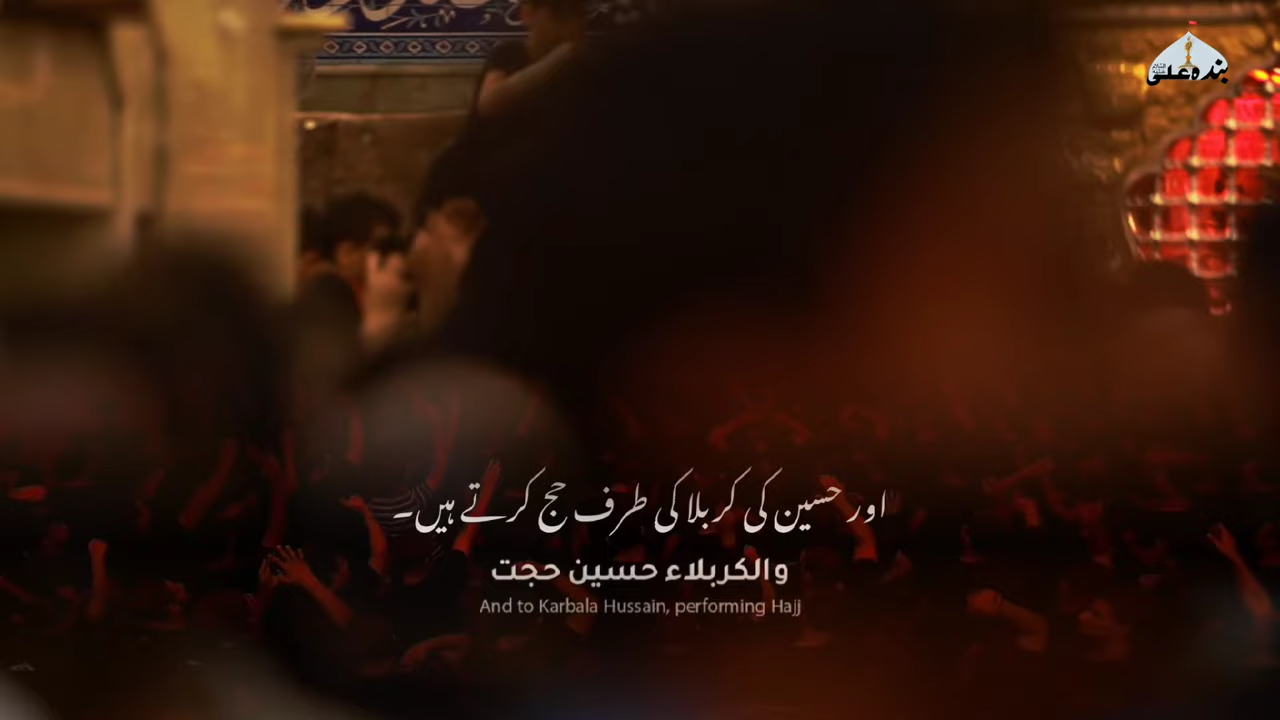 بندہ علی
اور حسین کی کربلا کی طرف حج کرتے ہیں۔
والكربلاء حسين حجت
And to Karbala Hussain, performing Hajj